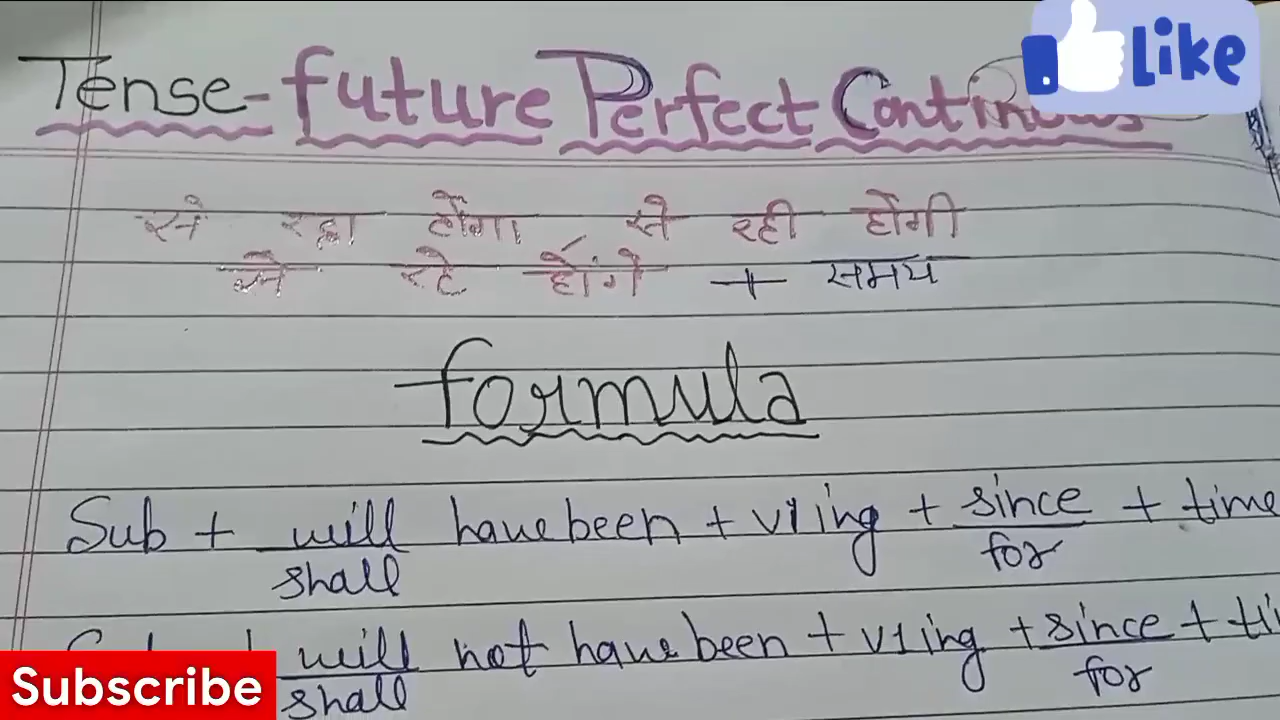 Tense - future Perfect Continuous
Like
से रहा होंगा से रही होंगी
से रहे होंगे + समय
formula
Sub + will have been + v1 ing + since + time
shall for
will not have been + v1 ing + since + ti
shall for
Subscribe